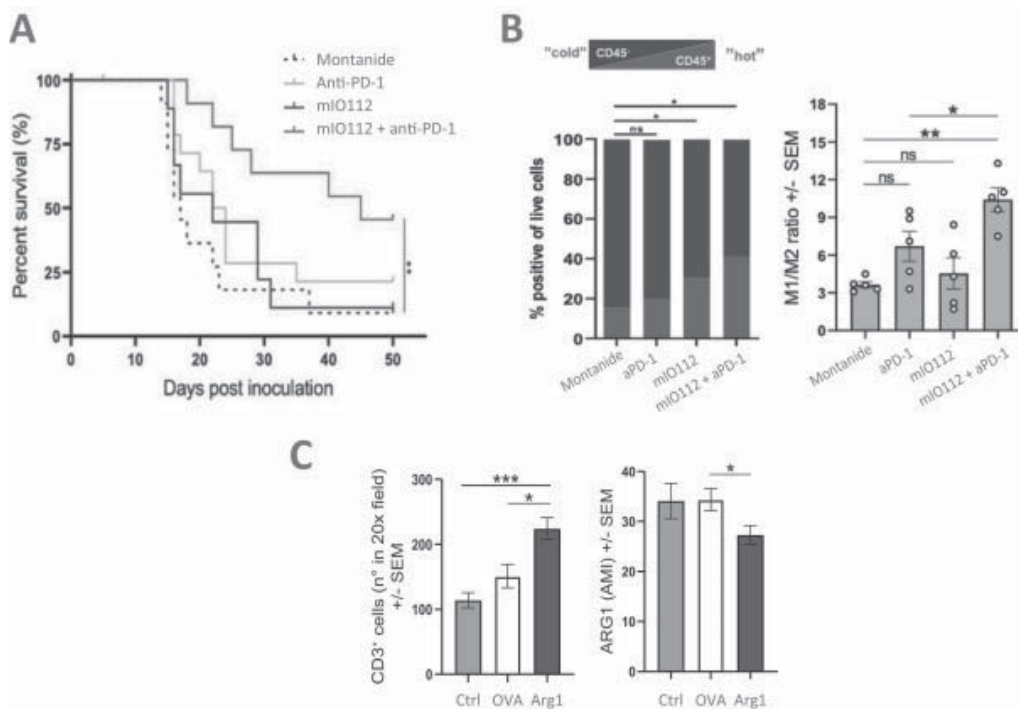 A
Percent survival (%)
100
75
50
25
0
0 10 20 30 40 50
Days post inoculation
Montanide
Anti-PD-1
mIO112
mIO112 + anti-PD-1
**
B
"cold" CD45- CD45+ "hot"
% positive of live cells
100
80
60
40
20
0
*
*
ns
Montanide
aPD-1
mIO112
mIO112 + aPD-1
M1/M2 ratio +/- SEM
18
15
12
9
6
3
0
*
**
ns
ns
Montanide
aPD-1
mIO112
mIO112 + aPD-1
C
CD3+ cells (n° in 20x field)
+/- SEM
300
200
100
0
***
*
Ctrl OVA Arg1
ARG1 (AMI) +/- SEM
40
30
20
10
0
*
Ctrl OVA Arg1